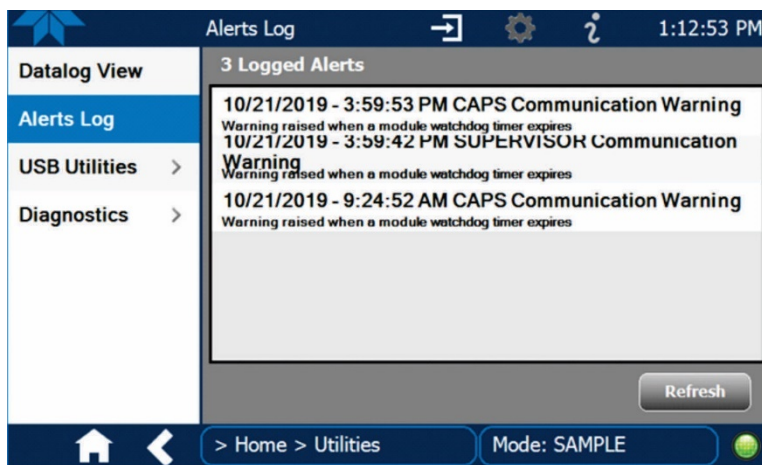 Alerts Log
1:12:53 PM
Datalog View
Alerts Log
USB Utilities >
Diagnostics >
3 Logged Alerts
10/21/2019 - 3:59:53 PM CAPS Communication Warning
Warning raised when a module watchdog timer expires
10/21/2019 - 3:59:42 PM SUPERVISOR Communication
Warning
Warning raised when a module watchdog timer expires
10/21/2019 - 9:24:52 AM CAPS Communication Warning
Warning raised when a module watchdog timer expires
Refresh
> Home > Utilities
Mode: SAMPLE